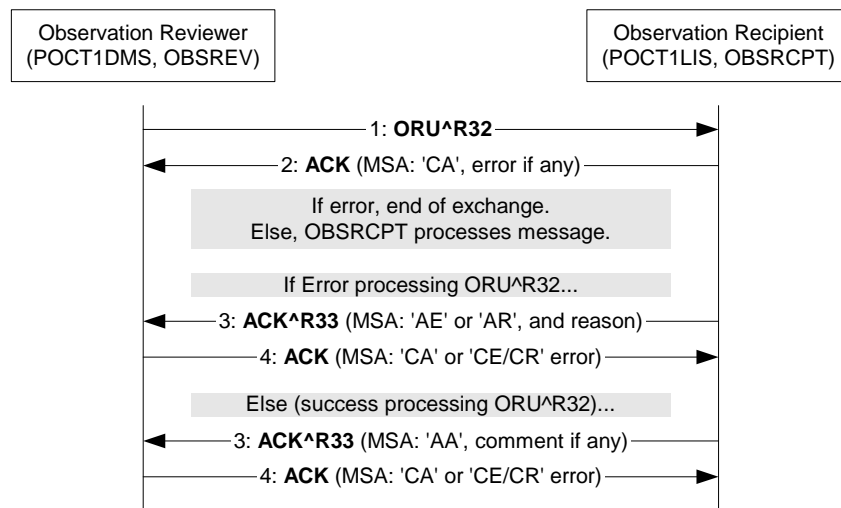 Observation Reviewer
(POCT1DMS, OBSREV)
Observation Recipient
(POCT1LIS, OBSRCPT)
1: ORU^R32
2: ACK (MSA: 'CA', error if any)
If error, end of exchange.
Else, OBSRCPT processes message.
If Error processing ORU^R32...
3: ACK^R33 (MSA: 'AE' or 'AR', and reason)
4: ACK (MSA: 'CA' or 'CE/CR' error)
Else (success processing ORU^R32)...
3: ACK^R33 (MSA: 'AA', comment if any)
4: ACK (MSA: 'CA' or 'CE/CR' error)